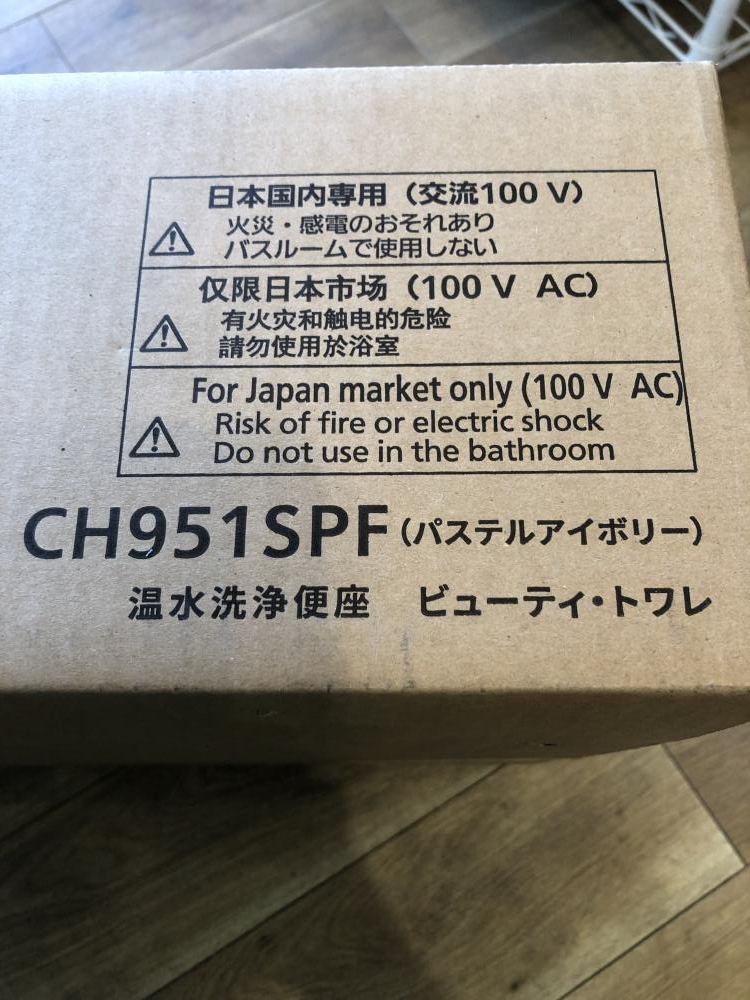 日本国内専用（交流100 V）
火災・感電のおそれあり
バスルームで使用しない
仅限日本市场（100 V AC）
有火灾和触电的危险
請勿使用於浴室
For Japan market only (100 V AC)
Risk of fire or electric shock
Do not use in the bathroom
CH951SPF（パステルアイボリー）
温水洗浄便座 ビューティ・トワレ